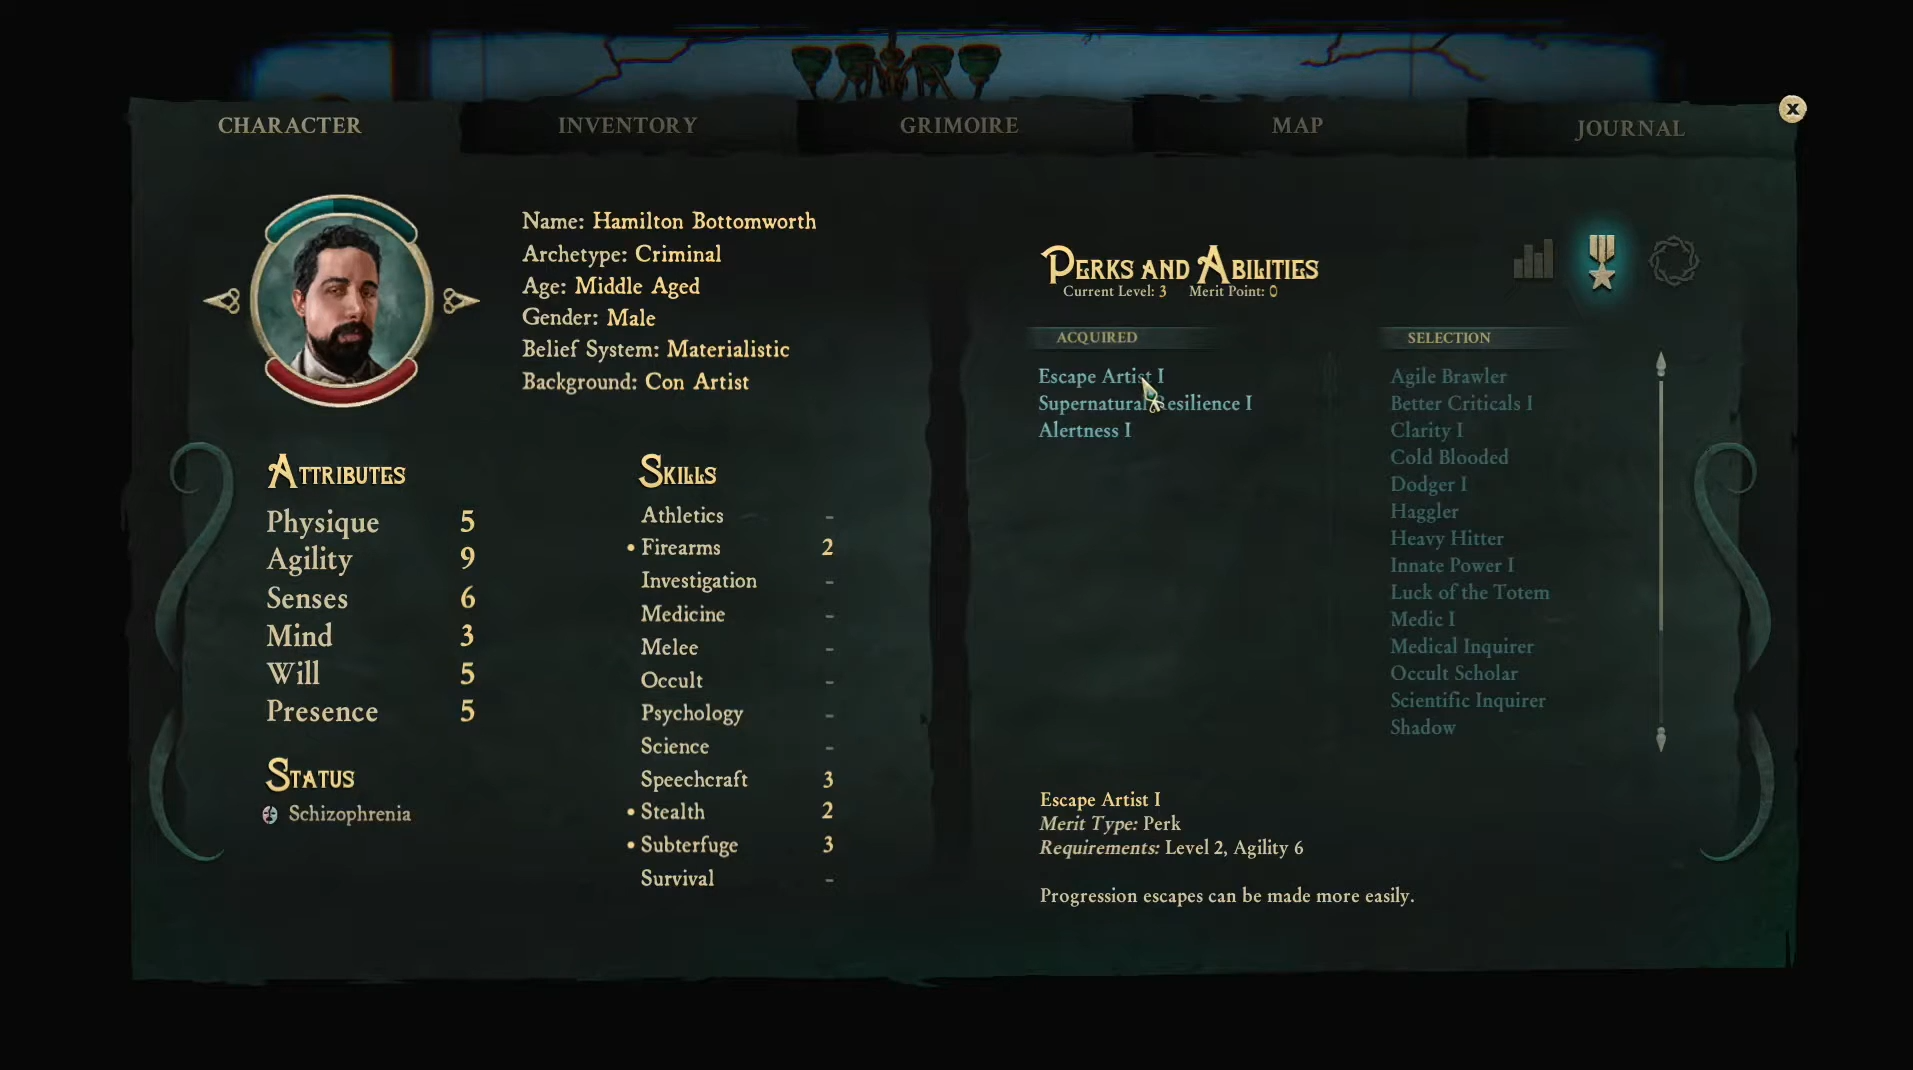 CHARACTER
INVENTORY
GRIMOIRE
MAP
JOURNAL
Name: Hamilton Bottomworth
Archetype: Criminal
Age: Middle Aged
Gender: Male
Belief System: Materialistic
Background: Con Artist
ATTRIBUTES
Physique 5
Agility 9
Senses 6
Mind 3
Will 5
Presence 5
STATUS
Schizophrenia
SKILLS
Athletics -
• Firearms 2
Investigation -
Medicine -
Melee -
Occult -
Psychology -
Science -
Speechcraft 3
• Stealth 2
• Subterfuge 3
Survival -
PERKS AND ABILITIES
Current Level: 3 Merit Point: 0
ACQUIRED
Escape Artist I
Supernatural Resilience I
Alertness I
SELECTION
Agile Brawler
Better Criticals I
Clarity I
Cold Blooded
Dodger I
Haggler
Heavy Hitter
Innate Power I
Luck of the Totem
Medic I
Medical Inquirer
Occult Scholar
Scientific Inquirer
Shadow
Escape Artist I
Merit Type: Perk
Requirements: Level 2, Agility 6
Progression escapes can be made more easily.